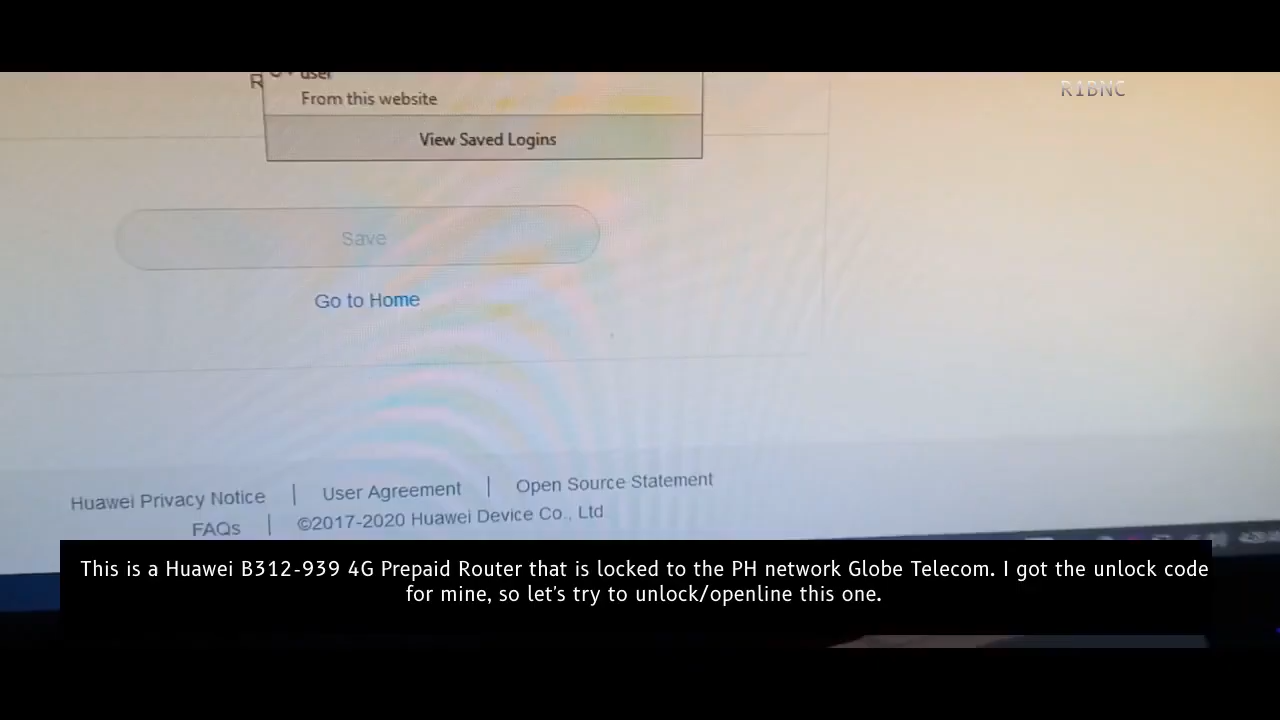 user
R
R1BNC
From this website
View Saved Logins
Save
Go to Home
Huawei Privacy Notice | User Agreement | Open Source Statement
FAQs | ©2017-2020 Huawei Device Co., Ltd
This is a Huawei B312-939 4G Prepaid Router that is locked to the PH network Globe Telecom. I got the unlock code
for mine, so let's try to unlock/openline this one.